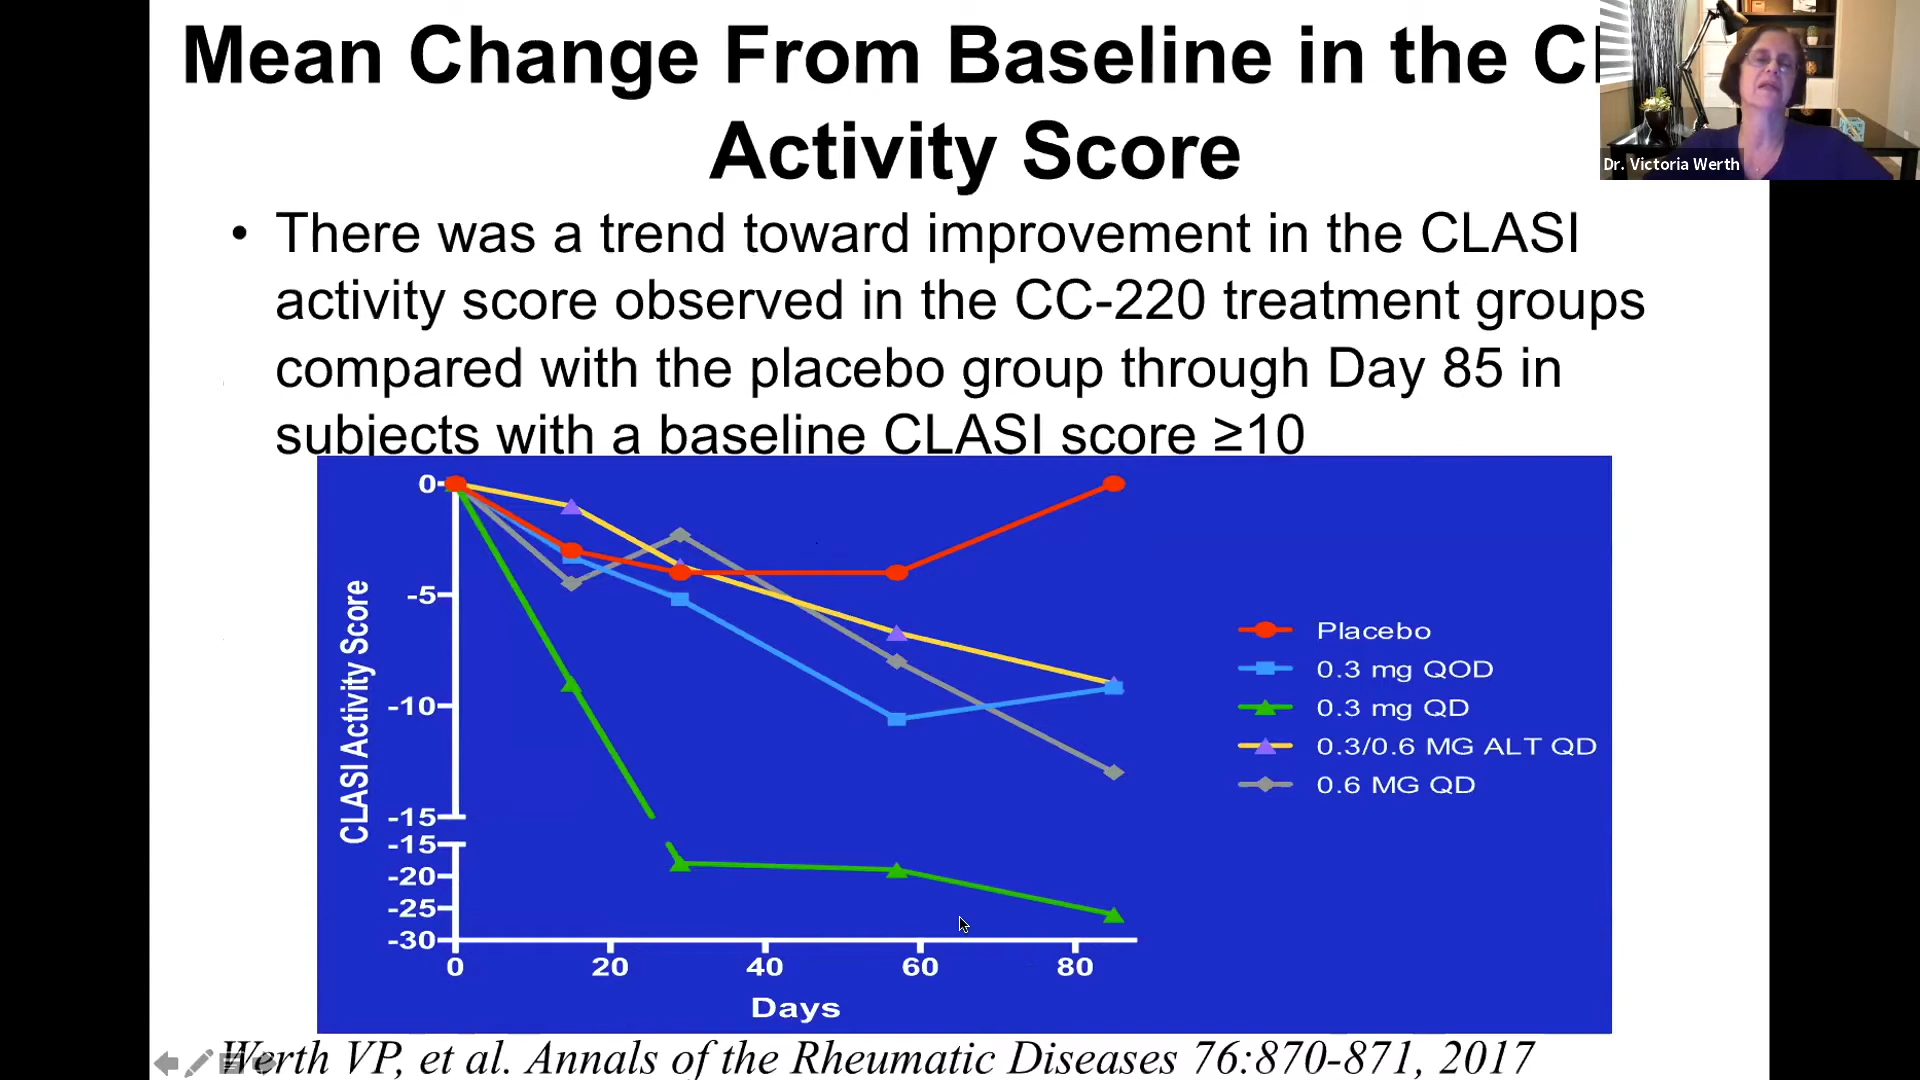 Mean Change From Baseline in the
Activity Score
Dr. Victoria Werth
• There was a trend toward improvement in the CLASI
activity score observed in the CC-220 treatment groups
compared with the placebo group through Day 85 in
subjects with a baseline CLASI score ≥10
0
-5
-10
-15
-15
-20
-25
-30
CLASI Activity Score
0 20 40 60 80
Days
Placebo
0.3 mg QOD
0.3 mg QD
0.3/0.6 MG ALT QD
0.6 MG QD
Werth VP, et al. Annals of the Rheumatic Diseases 76:870-871, 2017